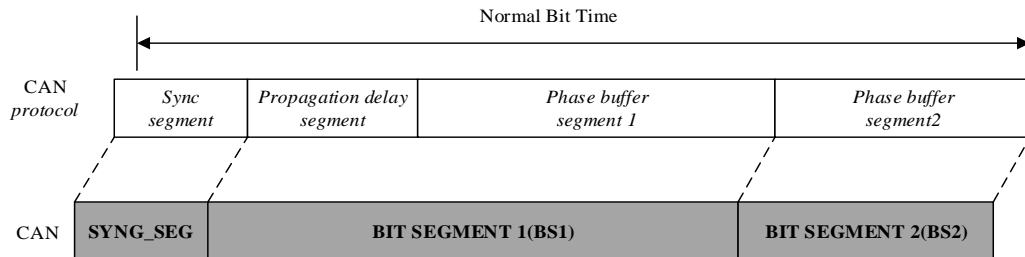 Normal Bit Time
CAN
protocol
Sync
segment
Propagation delay
segment
Phase buffer
segment 1
Phase buffer
segment2
CAN
SYNG_SEG
BIT SEGMENT 1(BS1)
BIT SEGMENT 2(BS2)